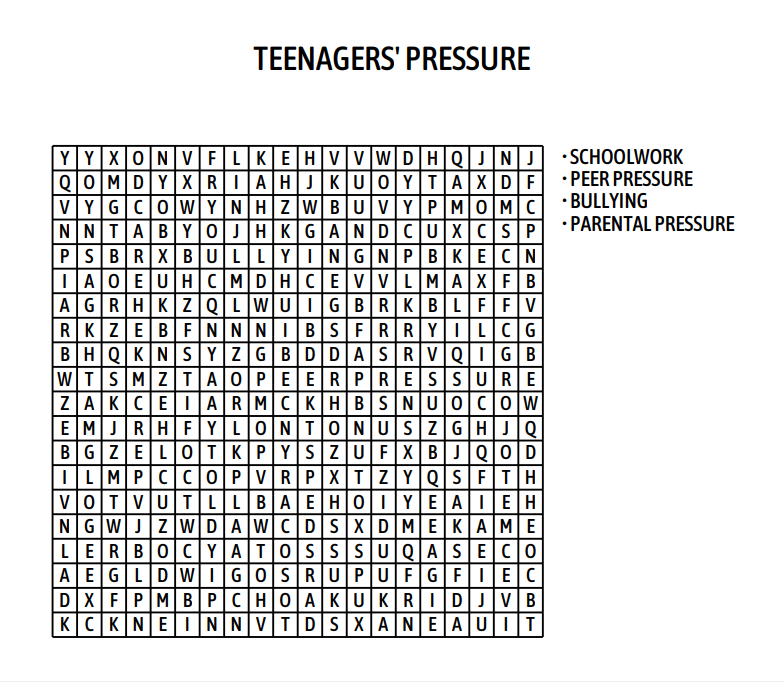 TEENAGERS' PRESSURE
Y Y X O N V F L K E H V V W D H Q J N J
Q O M D Y X R I A H J K U O Y T A X D F
V Y G C O W Y N H Z W B U V Y P M O M C
N N T A B Y O J H K G A N D C U X C S P
P S B R X B U L L Y I N G N P B K E C N
I A O E U H C M D H C E V V L M A X F B
A G R H K Z Q L W U I G B R K B L F F V
R K Z E B F N N N I B S F R R Y I L C G
B H Q K N S Y Z G B D D A S R V Q I G B
W T S M Z T A O P E E R P R E S S U R E
Z A K C E I A R M C K H B S N U O C O W
E M J R H F Y L O N T O N U S Z G H J Q
B G Z E L O T K P Y S Z U F X B J Q O D
I L M P C C O P V R P X T Z Y Q S F T H
V O T V U T L L B A E H O I Y E A I E H
N G W J Z W D A W C D S X D M E K A M E
L E R B O C Y A T O S S S U Q A S E C O
A E G L D W I G O S R U P U F G F I E C
D X F P M B P C H O A K U K R I D J V B
K C K N E I N N V T D S X A N E A U I T
· SCHOOLWORK
· PEER PRESSURE
· BULLYING
· PARENTAL PRESSURE